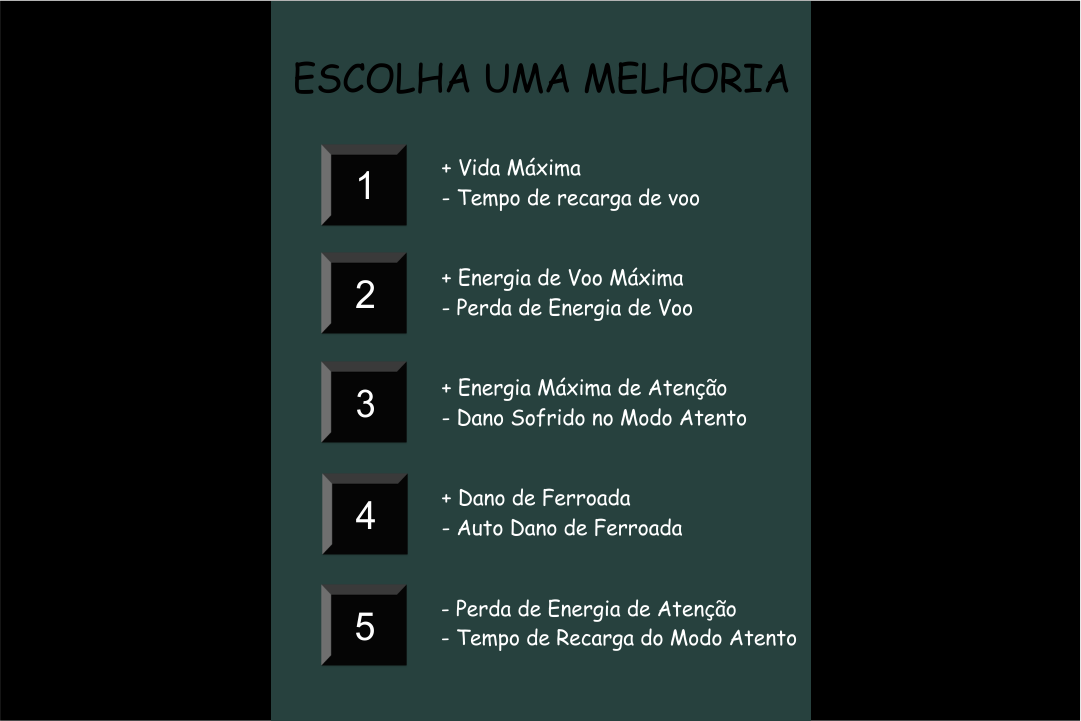 ESCOLHA UMA MELHORIA
1
+ Vida Máxima
- Tempo de recarga de voo
2
+ Energia de Voo Máxima
- Perda de Energia de Voo
3
+ Energia Máxima de Atenção
- Dano Sofrido no Modo Atento
4
+ Dano de Ferroada
- Auto Dano de Ferroada
5
- Perda de Energia de Atenção
- Tempo de Recarga do Modo Atento